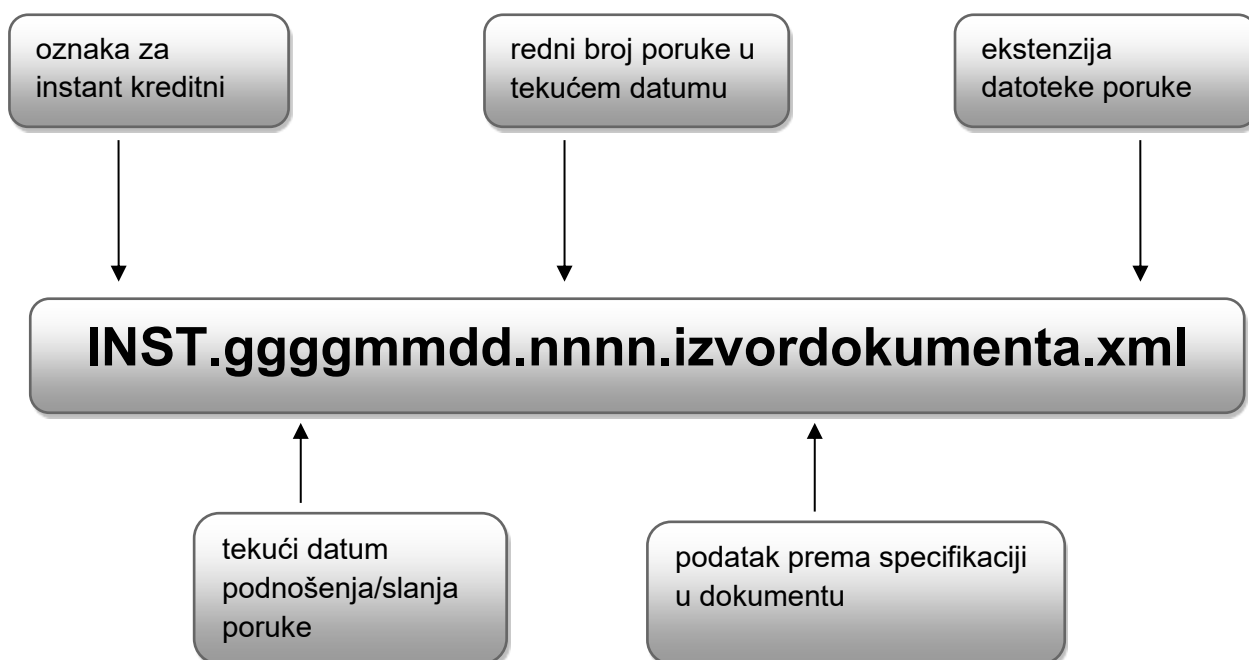 oznaka za
instant kreditni
redni broj poruke u
tekućem datumu
ekstenzija
datoteke poruke
INST.ggggmmdd.nnnn.izvordokumenta.xml
tekući datum
podnošenja/slanja
poruke
podatak prema specifikaciji
u dokumentu